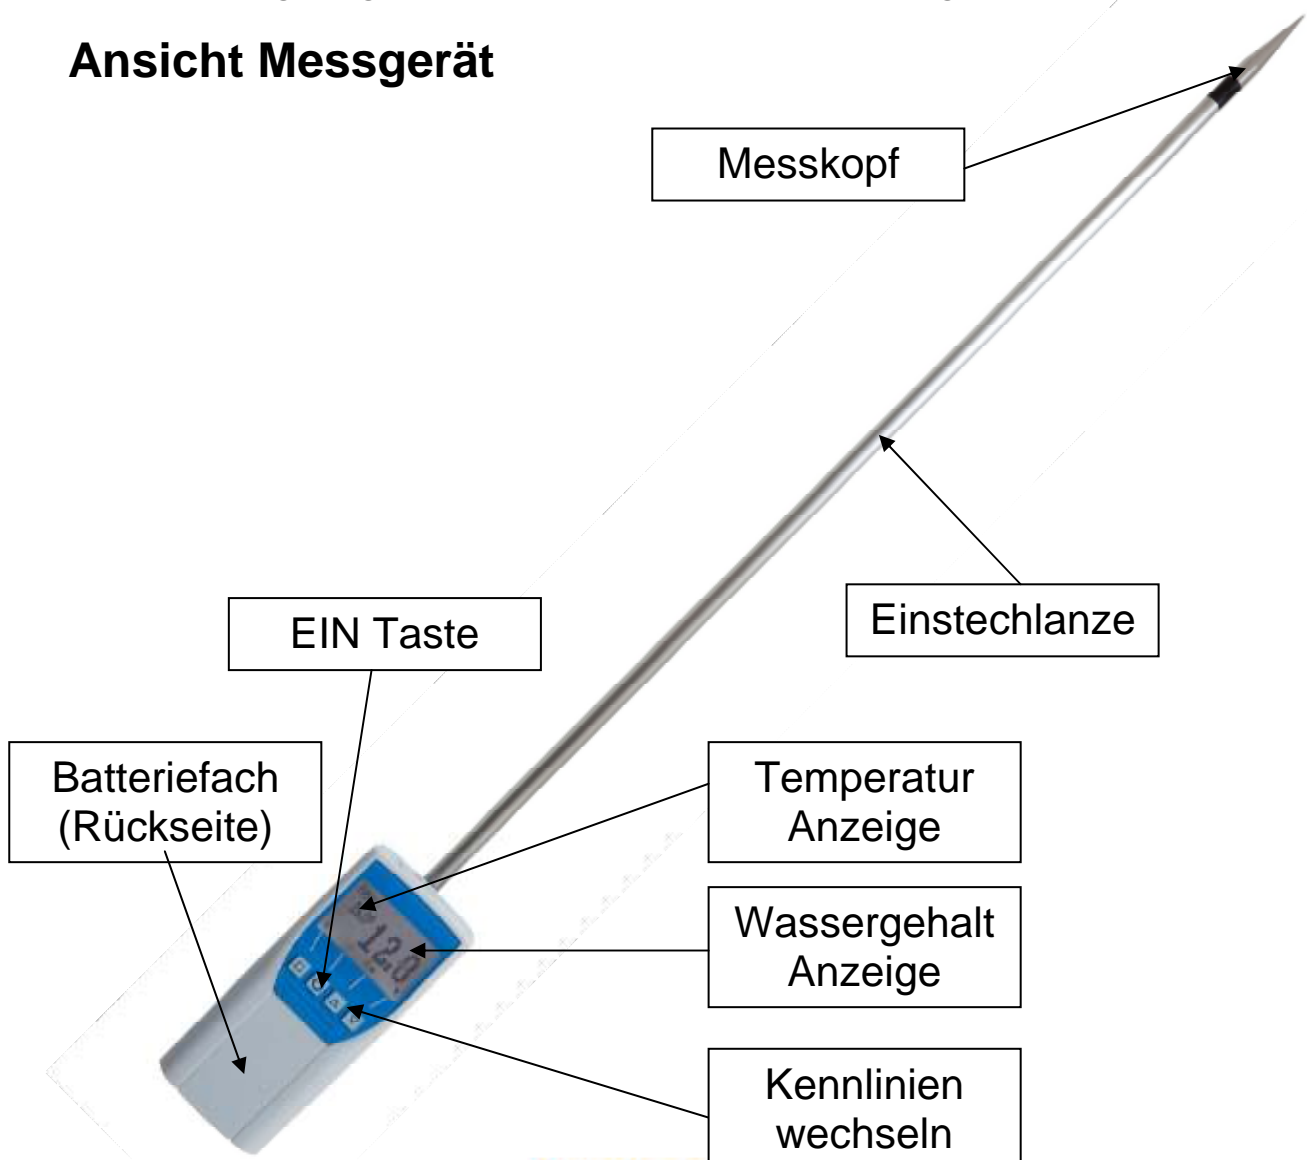 Ansicht Messgerät
Messkopf
Einstechlanze
EIN Taste
Batteriefach
(Rückseite)
Temperatur
Anzeige
Wassergehalt
Anzeige
12.0
Kennlinien
wechseln